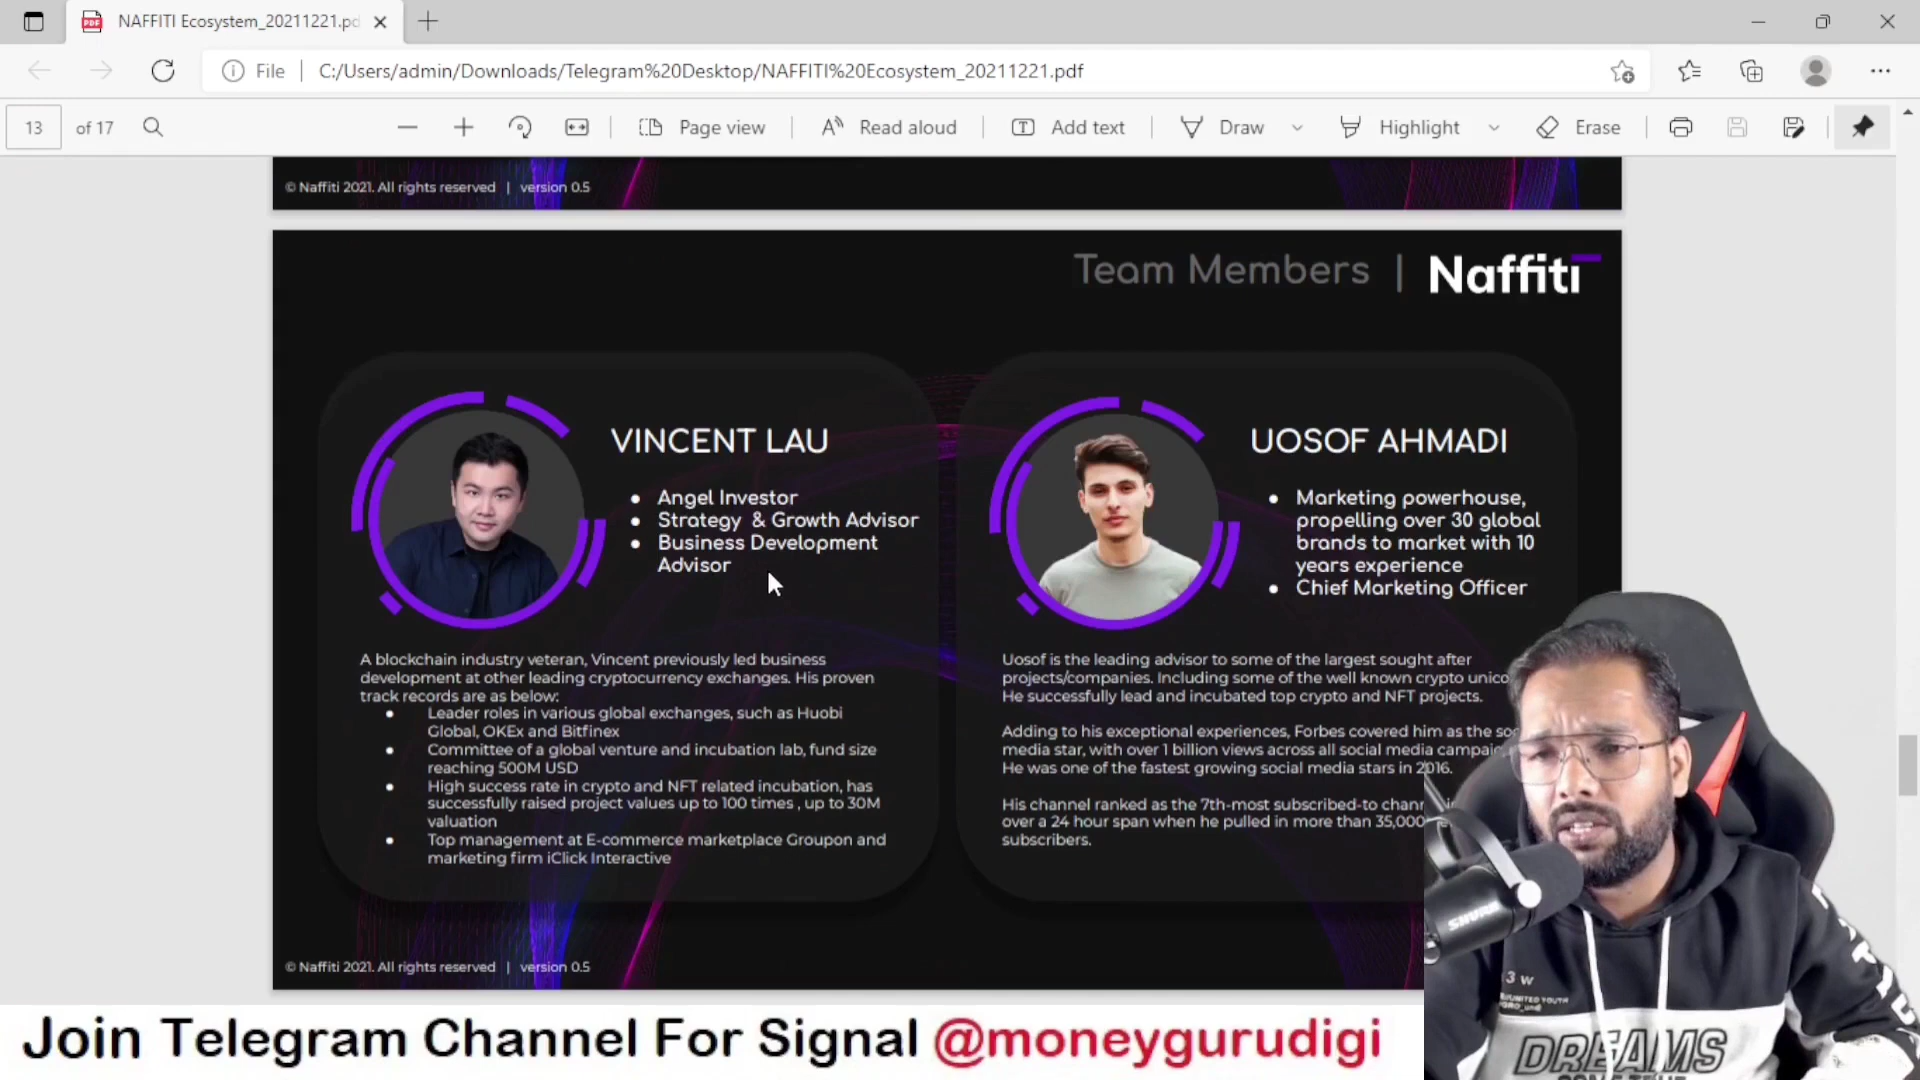 NAFFITI Ecosystem_20211221.pd
File
C:/Users/admin/Downloads/Telegram%20Desktop/NAFFITI%20Ecosystem_20211221.pdf
13 of 17
Page view
Read aloud
Add text
Draw
Highlight
Erase
© Naffiti 2021. All rights reserved | version 0.5
Team Members | Naffiti
VINCENT LAU
• Angel Investor
• Strategy & Growth Advisor
• Business Development
Advisor
A blockchain industry veteran, Vincent previously led business
development at other leading cryptocurrency exchanges. His proven
track records are as below:
• Leader roles in various global exchanges, such as Huobi
Global, OKEx and Bitfinex
• Committee of a global venture and incubation lab, fund size
reaching 500M USD
• High success rate in crypto and NFT related incubation, has
successfully raised project values up to 100 times , up to 30M
valuation
• Top management at E-commerce marketplace Groupon and
marketing firm iClick Interactive
UOSOF AHMADI
• Marketing powerhouse,
propelling over 30 global
brands to market with 10
years experience
• Chief Marketing Officer
Uosof is the leading advisor to some of the largest sought after
projects/companies. Including some of the well known crypto unico
He successfully lead and incubated top crypto and NFT projects.
Adding to his exceptional experiences, Forbes covered him as the so
media star, with over 1 billion views across all social media campai
He was one of the fastest growing social media stars in 2016.
His channel ranked as the 7th-most subscribed-to chann
over a 24 hour span when he pulled in more than 35,000
subscribers.
© Naffiti 2021. All rights reserved | version 0.5
SHURE
3 w
DREAMS
Join Telegram Channel For Signal @moneygurudigi